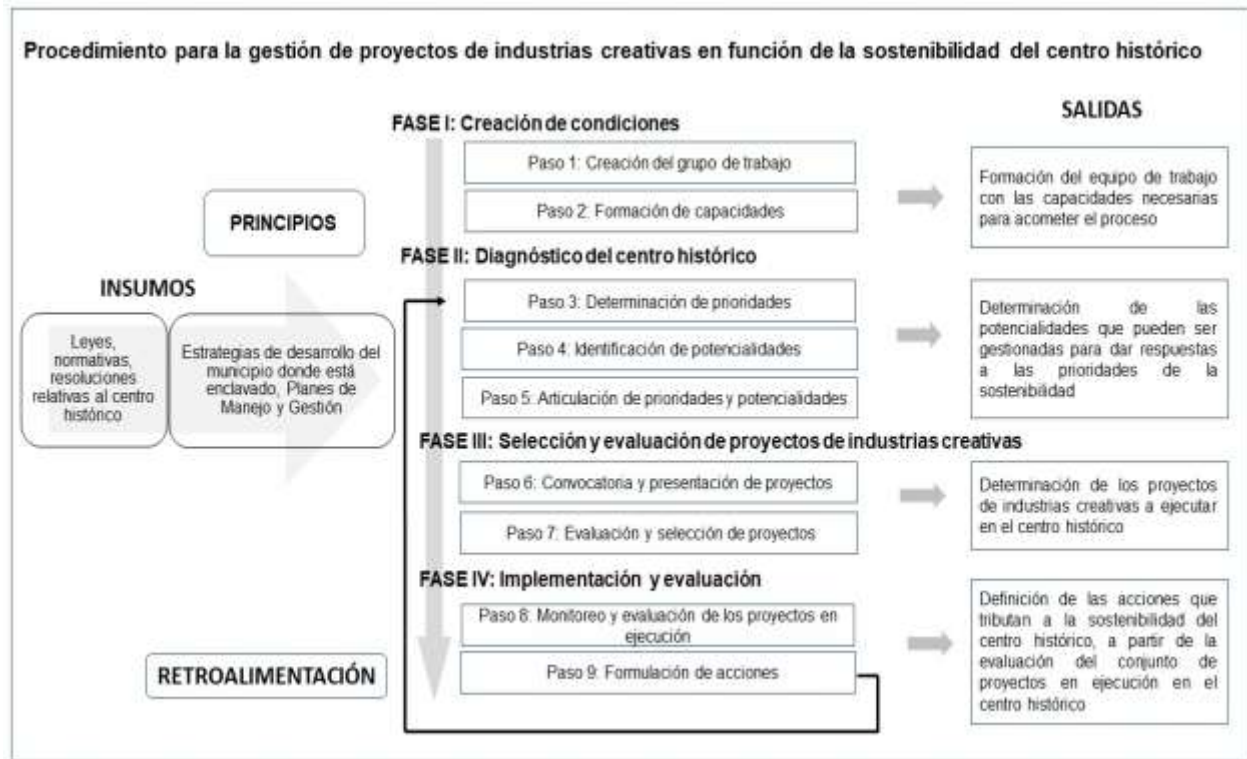 Procedimiento para la gestión de proyectos de industrias creativas en función de la sostenibilidad del centro histórico
PRINCIPIOS
INSUMOS
Leyes,
normativas,
resoluciones
relativas al centro
histórico
Estrategias de desarrollo del
municipio donde está
enclavado, Planes de
Manejo y Gestión
RETROALIMENTACIÓN
FASE I: Creación de condiciones
Paso 1: Creación del grupo de trabajo
Paso 2: Formación de capacidades
FASE II: Diagnóstico del centro histórico
Paso 3: Determinación de prioridades
Paso 4: Identificación de potencialidades
Paso 5: Articulación de prioridades y potencialidades
FASE III: Selección y evaluación de proyectos de industrias creativas
Paso 6: Convocatoria y presentación de proyectos
Paso 7: Evaluación y selección de proyectos
FASE IV: Implementación y evaluación
Paso 8: Monitoreo y evaluación de los proyectos en
ejecución
Paso 9: Formulación de acciones
SALIDAS
Formación del equipo de trabajo
con las capacidades necesarias
para acometer el proceso
Determinación de las
potencialidades que pueden ser
gestionadas para dar respuestas
a las prioridades de la
sostenibilidad
Determinación de los proyectos
de industrias creativas a ejecutar
en el centro histórico
Definición de las acciones que
tributan a la sostenibilidad del
centro histórico, a partir de la
evaluación del conjunto de
proyectos en ejecución en el
centro histórico